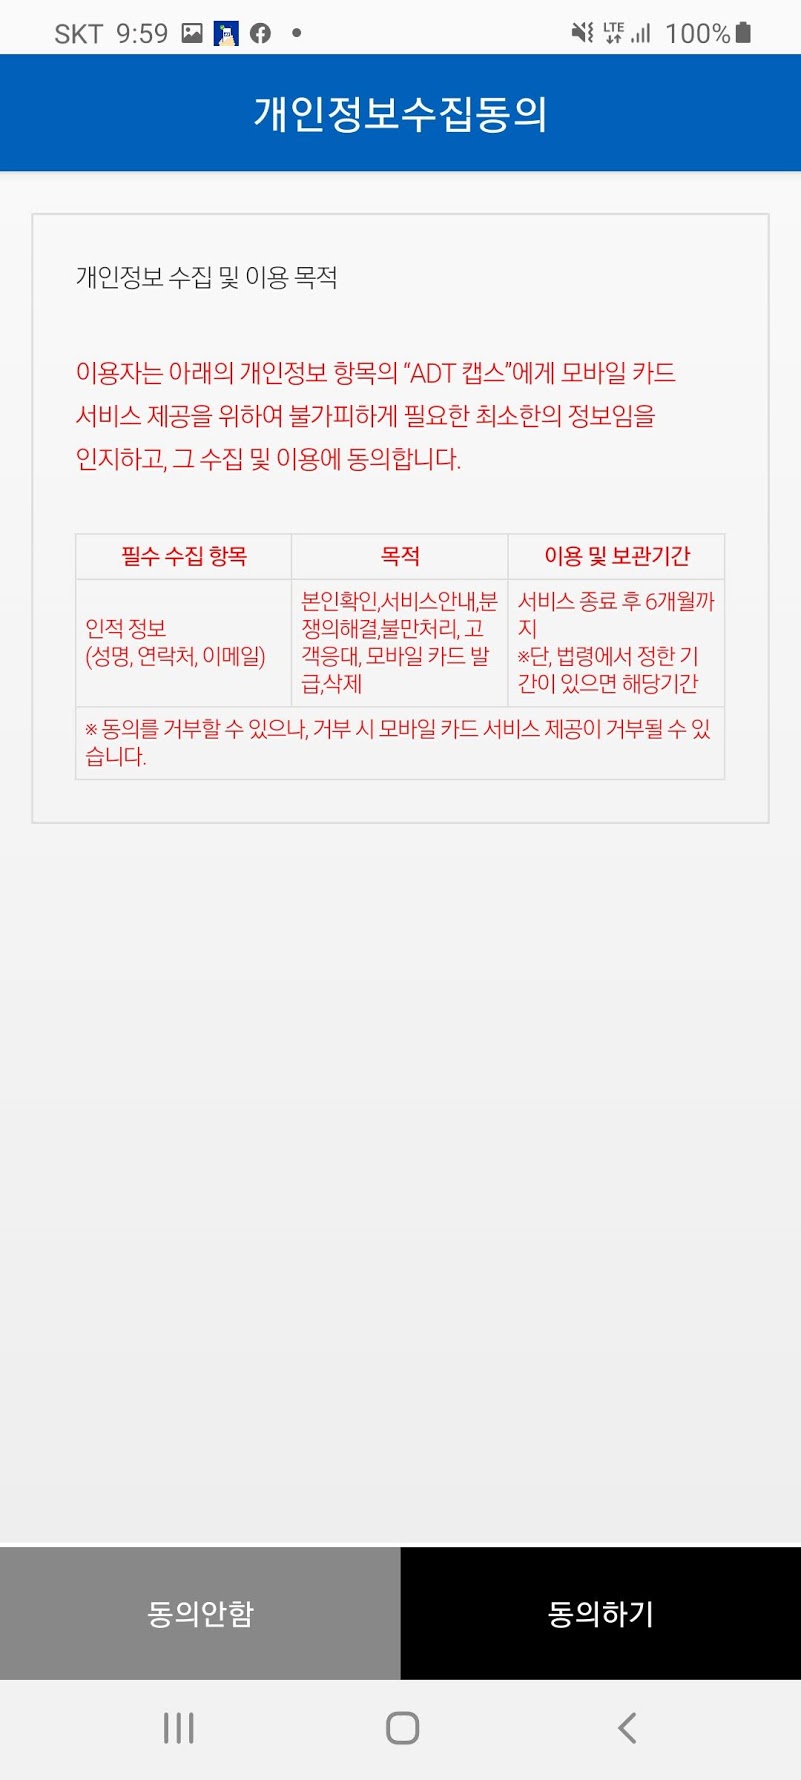 SKT 9:59
LTE
100%
개인정보수집동의
개인정보 수집 및 이용 목적
이용자는 아래의 개인정보 항목의 “ADT 캡스”에게 모바일 카드
서비스 제공을 위하여 불가피하게 필요한 최소한의 정보임을
인지하고, 그 수집 및 이용에 동의합니다.
필수 수집 항목
목적
이용 및 보관기간
인적 정보
(성명, 연락처, 이메일)
본인확인,서비스안내,분
쟁의해결,불만처리, 고
객응대, 모바일 카드 발
급,삭제
서비스 종료 후 6개월까
지
※단, 법령에서 정한 기
간이 있으면 해당기간
※ 동의를 거부할 수 있으나, 거부 시 모바일 카드 서비스 제공이 거부될 수 있
습니다.
동의안함
동의하기